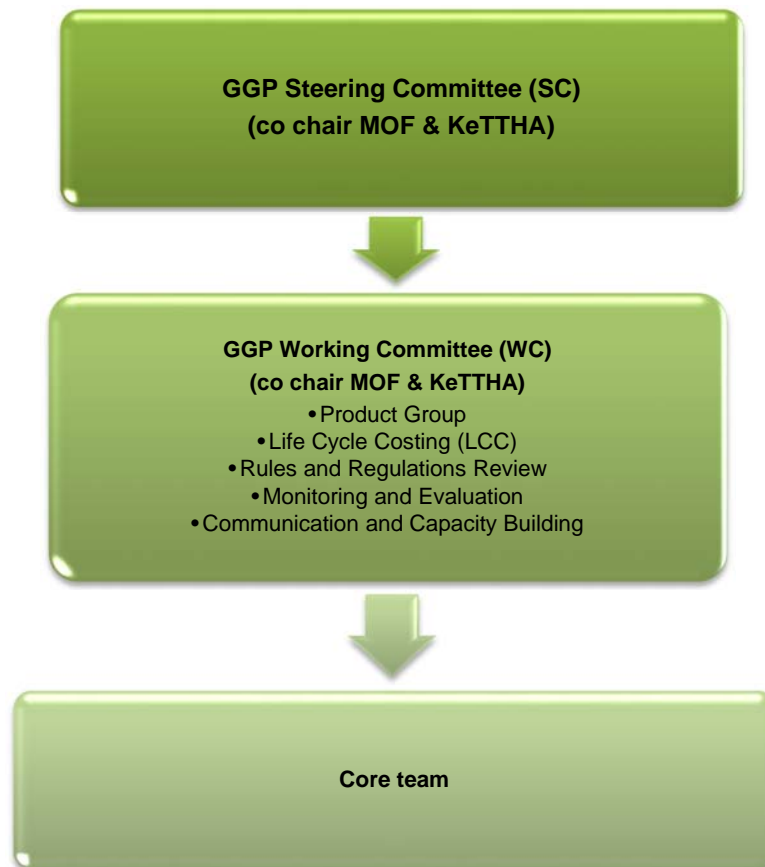 GGP Steering Committee (SC)
(co chair MOF & KeTTHA)
GGP Working Committee (WC)
(co chair MOF & KeTTHA)
•Product Group
•Life Cycle Costing (LCC)
•Rules and Regulations Review
•Monitoring and Evaluation
•Communication and Capacity Building
Core team